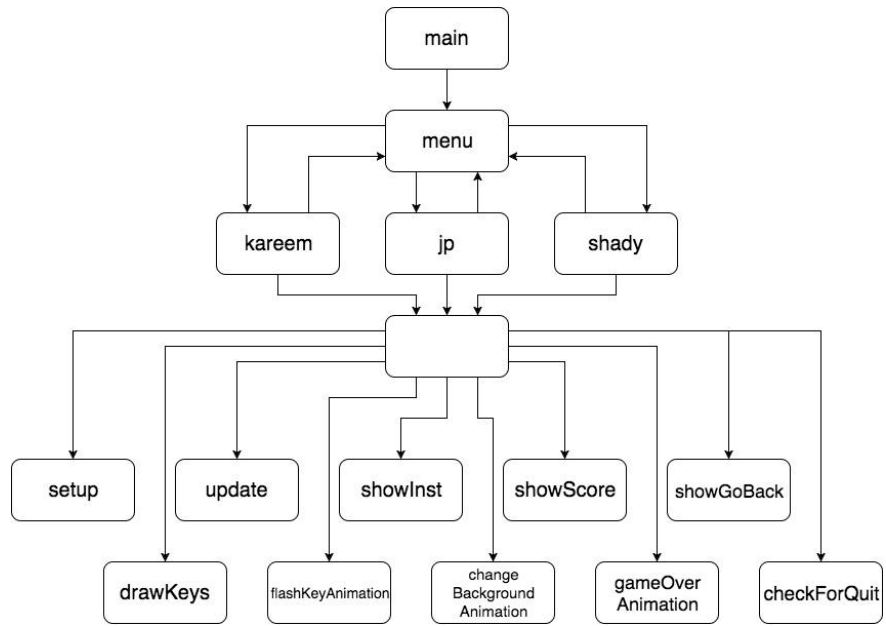 main
menu
kareem
jp
shady
setup
update
showInst
showScore
showGoBack
drawKeys
flashKeyAnimation
change
Background
Animation
gameOver
Animation
checkForQuit